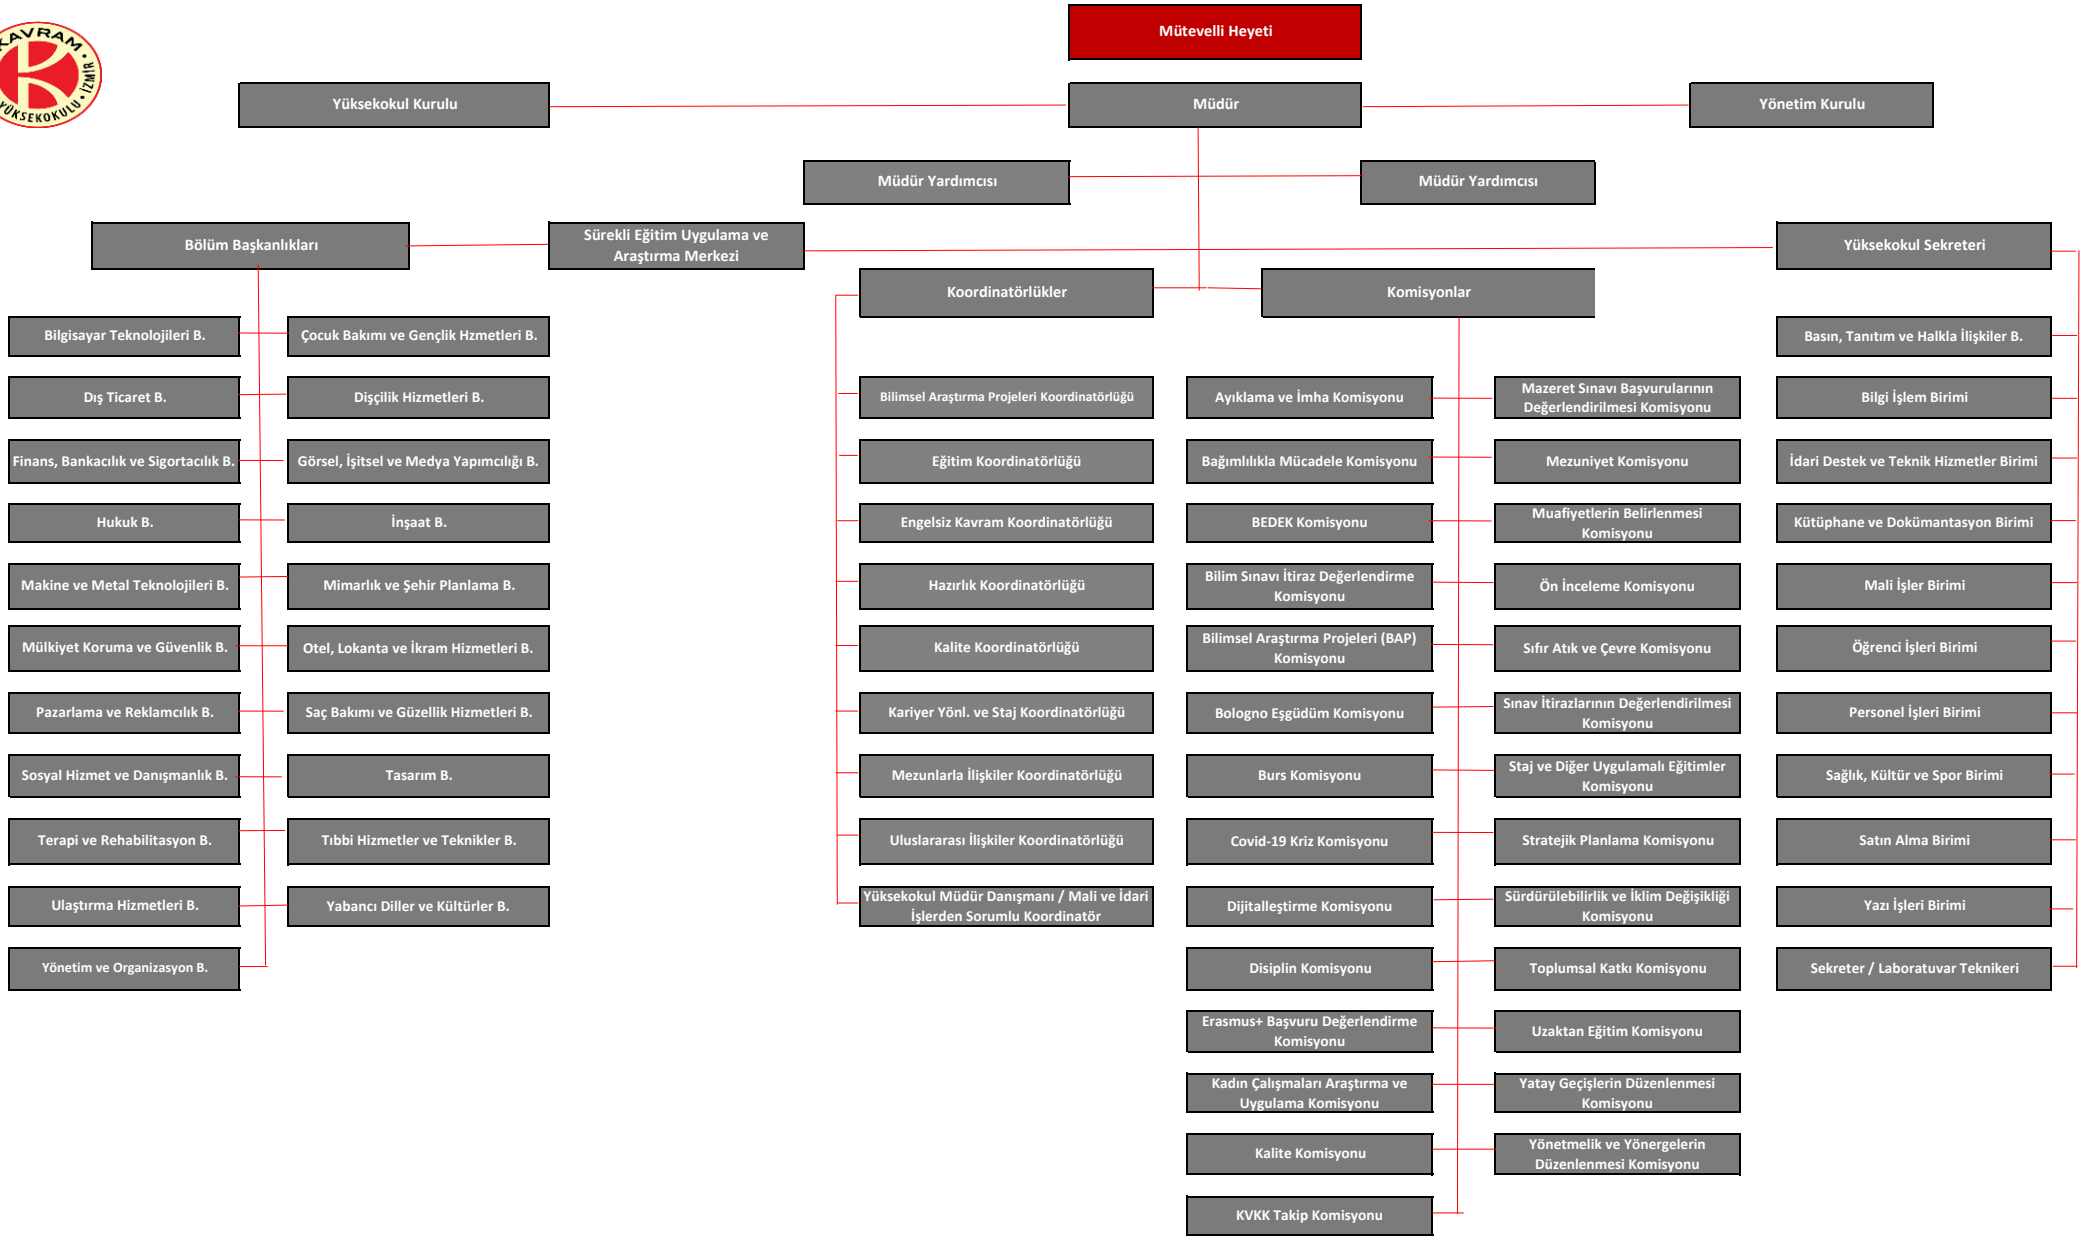 KAVRAM
YÜKSEKOKULU • İZMİR
Mütevelli Heyeti
Yüksekokul Kurulu
Müdür
Yönetim Kurulu
Müdür Yardımcısı
Müdür Yardımcısı
Bölüm Başkanlıkları
Sürekli Eğitim Uygulama ve
Araştırma Merkezi
Yüksekokul Sekreteri
Koordinatörlükler
Komisyonlar
Bilgisayar Teknolojileri B.
Çocuk Bakımı ve Gençlik Hzmetleri B.
Dış Ticaret B.
Dişçilik Hizmetleri B.
Finans, Bankacılık ve Sigortacılık B.
Görsel, İşitsel ve Medya Yapımcılığı B.
Hukuk B.
İnşaat B.
Makine ve Metal Teknolojileri B.
Mimarlık ve Şehir Planlama B.
Mülkiyet Koruma ve Güvenlik B.
Otel, Lokanta ve İkram Hizmetleri B.
Pazarlama ve Reklamcılık B.
Saç Bakımı ve Güzellik Hizmetleri B.
Sosyal Hizmet ve Danışmanlık B.
Tasarım B.
Terapi ve Rehabilitasyon B.
Tıbbi Hizmetler ve Teknikler B.
Ulaştırma Hizmetleri B.
Yabancı Diller ve Kültürler B.
Yönetim ve Organizasyon B.
Bilimsel Araştırma Projeleri Koordinatörlüğü
Eğitim Koordinatörlüğü
Engelsiz Kavram Koordinatörlüğü
Hazırlık Koordinatörlüğü
Kalite Koordinatörlüğü
Kariyer Yönl. ve Staj Koordinatörlüğü
Mezunlarla İlişkiler Koordinatörlüğü
Uluslararası İlişkiler Koordinatörlüğü
Yüksekokul Müdür Danışmanı / Mali ve İdari
İşlerden Sorumlu Koordinatör
Ayıklama ve İmha Komisyonu
Mazeret Sınavı Başvurularının
Değerlendirilmesi Komisyonu
Bağımlılıkla Mücadele Komisyonu
Mezuniyet Komisyonu
BEDEK Komisyonu
Muafiyetlerin Belirlenmesi
Komisyonu
Bilim Sınavı İtiraz Değerlendirme
Komisyonu
Ön İnceleme Komisyonu
Bilimsel Araştırma Projeleri (BAP)
Komisyonu
Sıfır Atık ve Çevre Komisyonu
Bologno Eşgüdüm Komisyonu
Sınav İtirazlarının Değerlendirilmesi
Komisyonu
Burs Komisyonu
Staj ve Diğer Uygulamalı Eğitimler
Komisyonu
Covid-19 Kriz Komisyonu
Stratejik Planlama Komisyonu
Dijitalleştirme Komisyonu
Sürdürülebilirlik ve İklim Değişikliği
Komisyonu
Disiplin Komisyonu
Toplumsal Katkı Komisyonu
Erasmus+ Başvuru Değerlendirme
Komisyonu
Uzaktan Eğitim Komisyonu
Kadın Çalışmaları Araştırma ve
Uygulama Komisyonu
Yatay Geçişlerin Düzenlenmesi
Komisyonu
Kalite Komisyonu
Yönetmelik ve Yönergelerin
Düzenlenmesi Komisyonu
KVKK Takip Komisyonu
Basın, Tanıtım ve Halkla İlişkiler B.
Bilgi İşlem Birimi
İdari Destek ve Teknik Hizmetler Birimi
Kütüphane ve Dokümantasyon Birimi
Mali İşler Birimi
Öğrenci İşleri Birimi
Personel İşleri Birimi
Sağlık, Kültür ve Spor Birimi
Satın Alma Birimi
Yazı İşleri Birimi
Sekreter / Laboratuvar Teknikeri